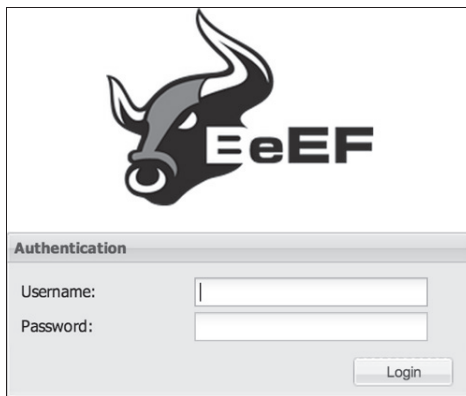 BeEF
Authentication
Username:
Password:
Login